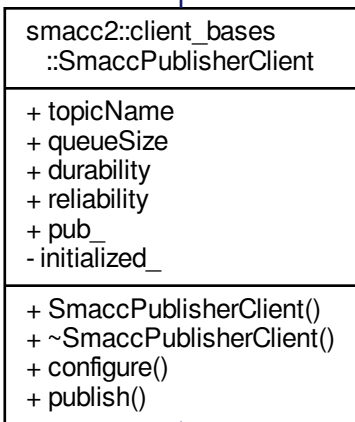 smacc2::client_bases
::SmaccPublisherClient
+ topicName
+ queueSize
+ durability
+ reliability
+ pub_
- initialized_
+ SmaccPublisherClient()
+ ~SmaccPublisherClient()
+ configure()
+ publish()